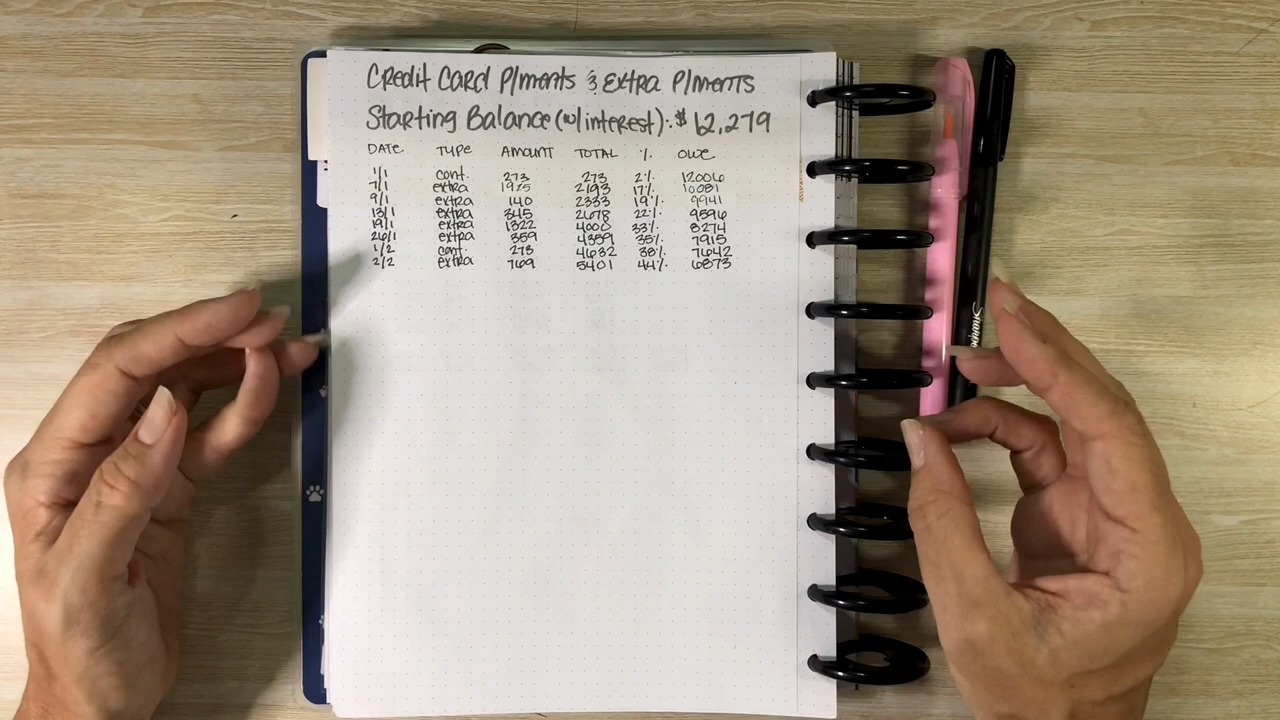 Credit Card P/ments & Extra P/ments
Starting Balance (w/interest): $12,279
DATE TYPE AMOUNT TOTAL % OWE
1/1 cont. 273 273 2% 12006
7/1 extra 1925 2193 17% 10081
9/1 extra 140 2333 19% 9941
13/1 extra 345 2678 22% 9596
19/1 extra 1322 4000 33% 8274
26/1 extra 359 4359 35% 7915
1/2 cont. 273 4632 38% 7642
2/2 extra 769 5401 44% 6873